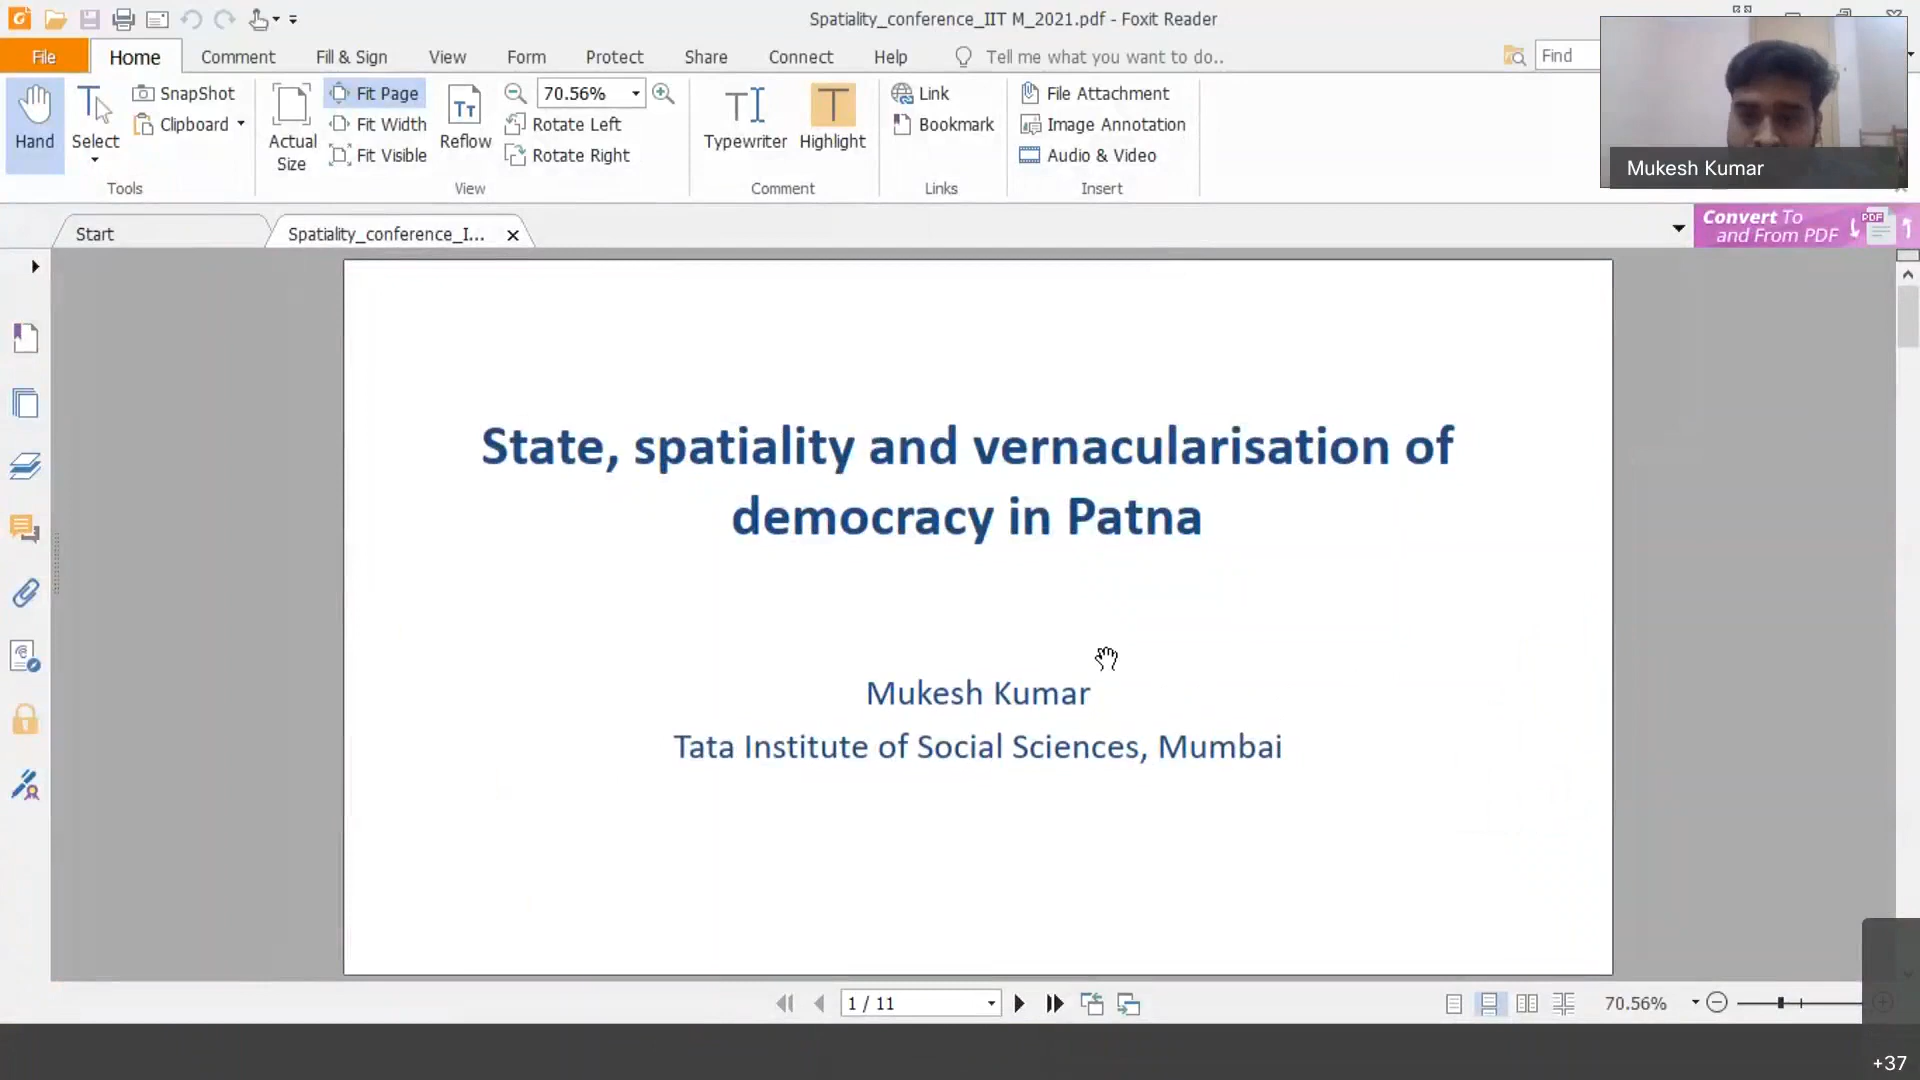 Spatiality_conference_IIT M_2021.pdf - Foxit Reader
File Home Comment Fill & Sign View Form Protect Share Connect Help Tell me what you want to do.. Find
Hand
Select
SnapShot
Clipboard
Tools
Actual
Size
Fit Page
Fit Width
Fit Visible
Reflow
70.56%
Rotate Left
Rotate Right
View
Typewriter
Highlight
Comment
Link
Bookmark
Links
File Attachment
Image Annotation
Audio & Video
Insert
Mukesh Kumar
Start
Spatiality_conference_I...
Convert To
and From PDF
PDF
State, spatiality and vernacularisation of
democracy in Patna
Mukesh Kumar
Tata Institute of Social Sciences, Mumbai
1 / 11
70.56%
+37